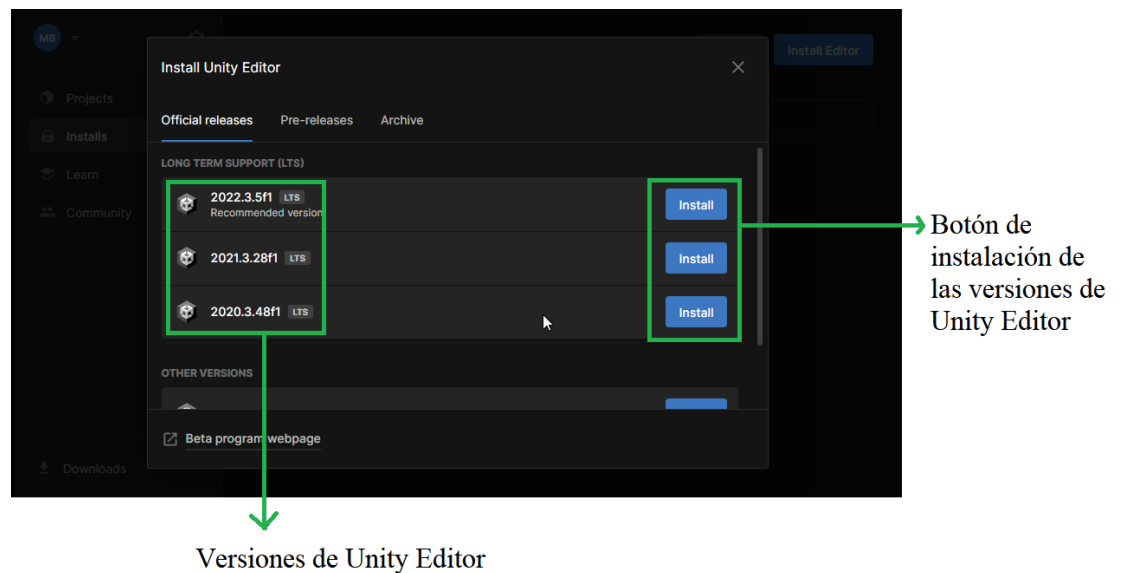 MB
Install Editor
Install Unity Editor
Projects
Official releases Pre-releases Archive
Installs
LONG TERM SUPPORT (LTS)
Learn
2022.3.5f1 LTS
Recommended version
Install
Community
2021.3.28f1 LTS
Install
2020.3.48f1 LTS
Install
OTHER VERSIONS
Beta program webpage
Downloads
Botón de
instalación de
las versiones de
Unity Editor
Versiones de Unity Editor